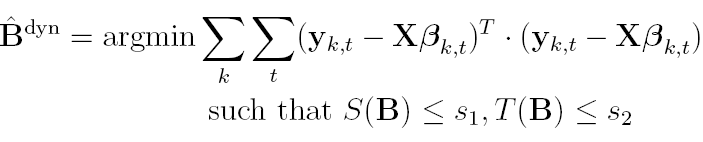 B̂^dyn = argmin ∑_k ∑_t (y_{k,t} − Xβ_{k,t})^T · (y_{k,t} − Xβ_{k,t})
such that S(B) ≤ s_1, T(B) ≤ s_2